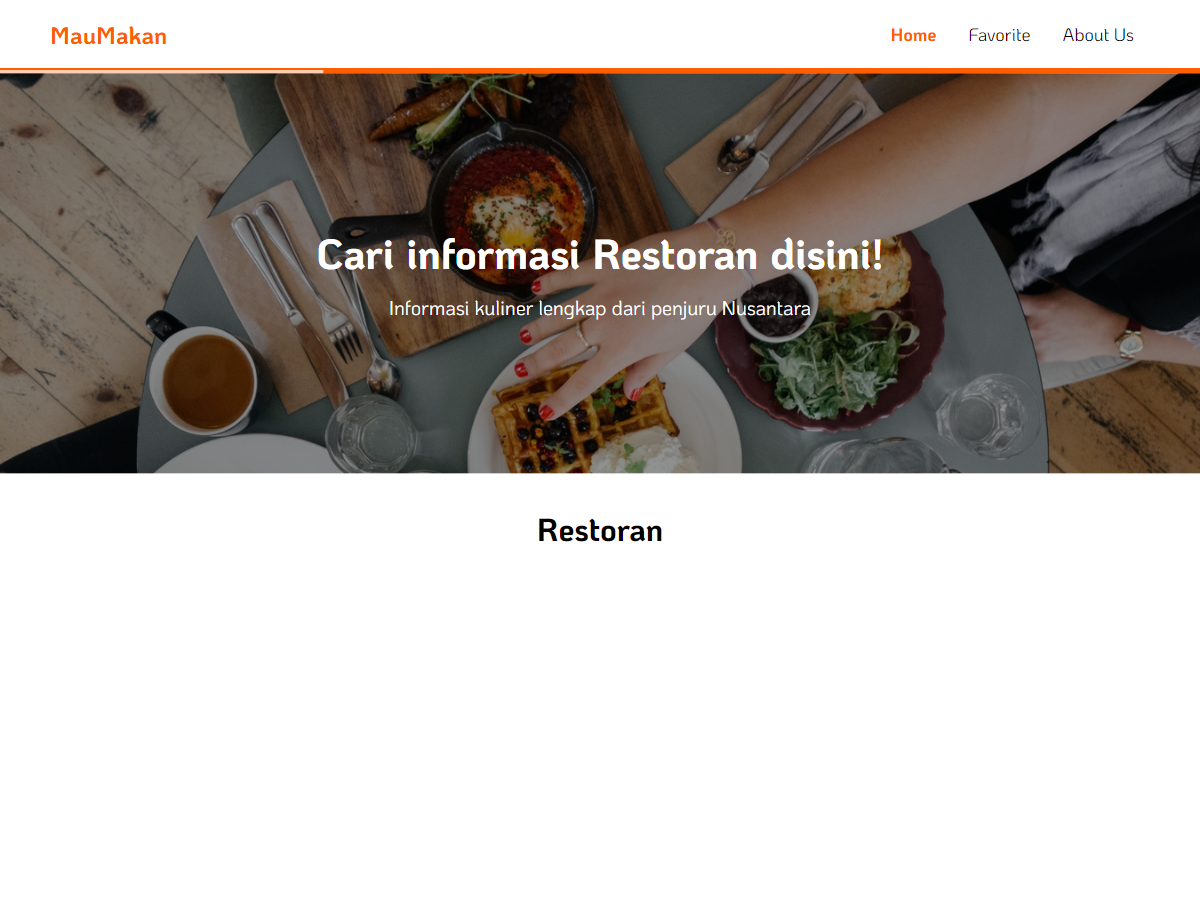 MauMakan
Home Favorite About Us
Cari informasi Restoran disini!
Informasi kuliner lengkap dari penjuru Nusantara
Restoran